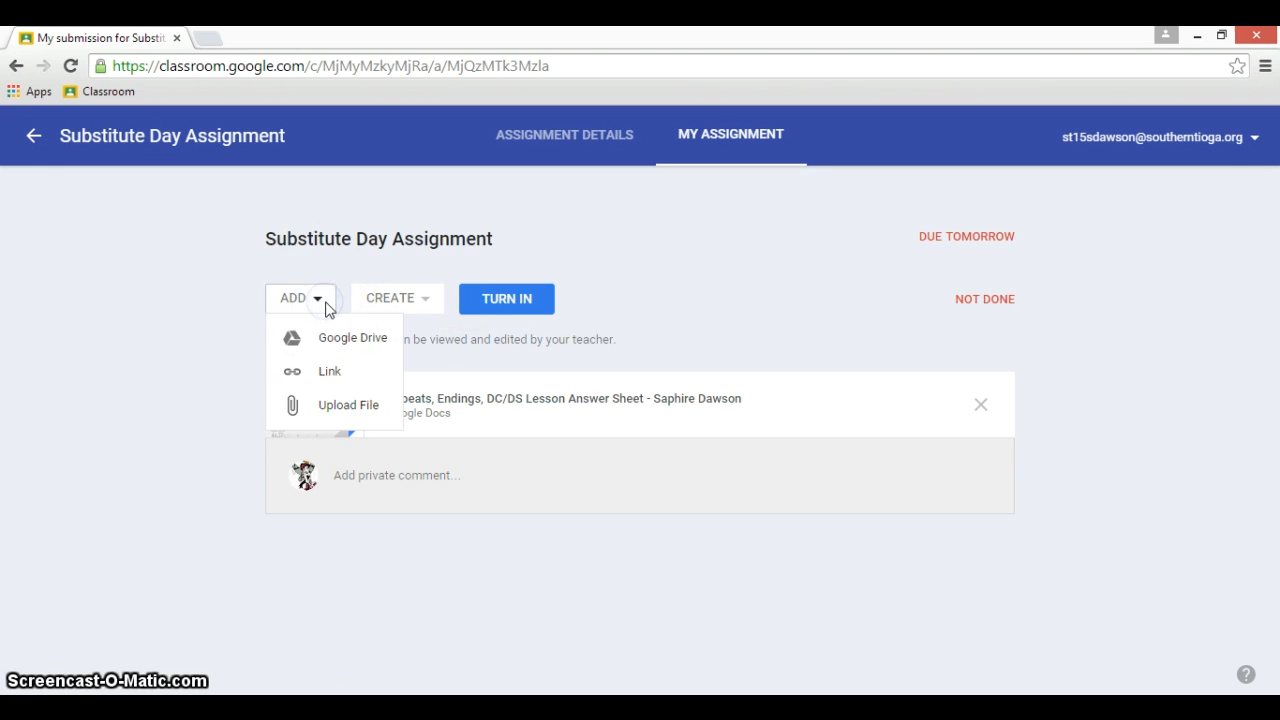 My submission for Substit
https://classroom.google.com/c/MjMyMzkyMjRa/a/MjQzMTk3Mzla
Apps Classroom
Substitute Day Assignment ASSIGNMENT DETAILS MY ASSIGNMENT st15sdawson@southerntioga.org
Substitute Day Assignment DUE TOMORROW
ADD CREATE TURN IN NOT DONE
Google Drive
n be viewed and edited by your teacher.
Link
peats, Endings, DC/DS Lesson Answer Sheet - Saphire Dawson
Upload File
ogle Docs
Add private comment...
Screencast-O-Matic.com
?